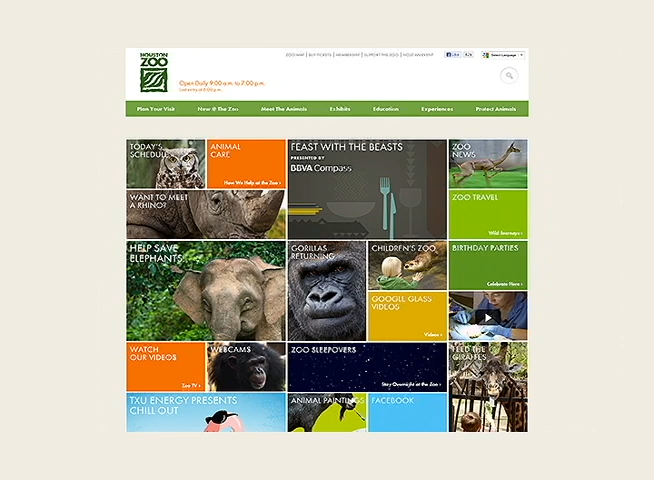 HOUSTON
ZOO
ZOO MAP | BUY TICKETS | MEMBERSHIP | SUPPORT THE ZOO | HOST AN EVENT
Like
Select Language
Open Daily 9:00 a.m. to 7:00 p.m.
Last entry at 6:00 p.m.
Plan Your Visit
New @ The Zoo
Meet The Animals
Exhibits
Education
Experiences
Protect Animals
TODAY'S
SCHEDULE
ANIMAL
CARE
How We Help at the Zoo ›
FEAST WITH THE BEASTS
PRESENTED BY
BBVA Compass
ZOO
NEWS
WANT TO MEET
A RHINO?
ZOO TRAVEL
Wild Journeys ›
HELP SAVE
ELEPHANTS
GORILLAS
RETURNING
CHILDREN'S ZOO
BIRTHDAY PARTIES
Celebrate Here ›
GOOGLE GLASS
VIDEOS
Videos ›
WATCH
OUR VIDEOS
Zoo TV ›
WEBCAMS
ZOO SLEEPOVERS
Stay Overnight at the Zoo ›
FEED THE
GIRAFFES
TXU ENERGY PRESENTS
CHILL OUT
ANIMAL PAINTINGS
FACEBOOK